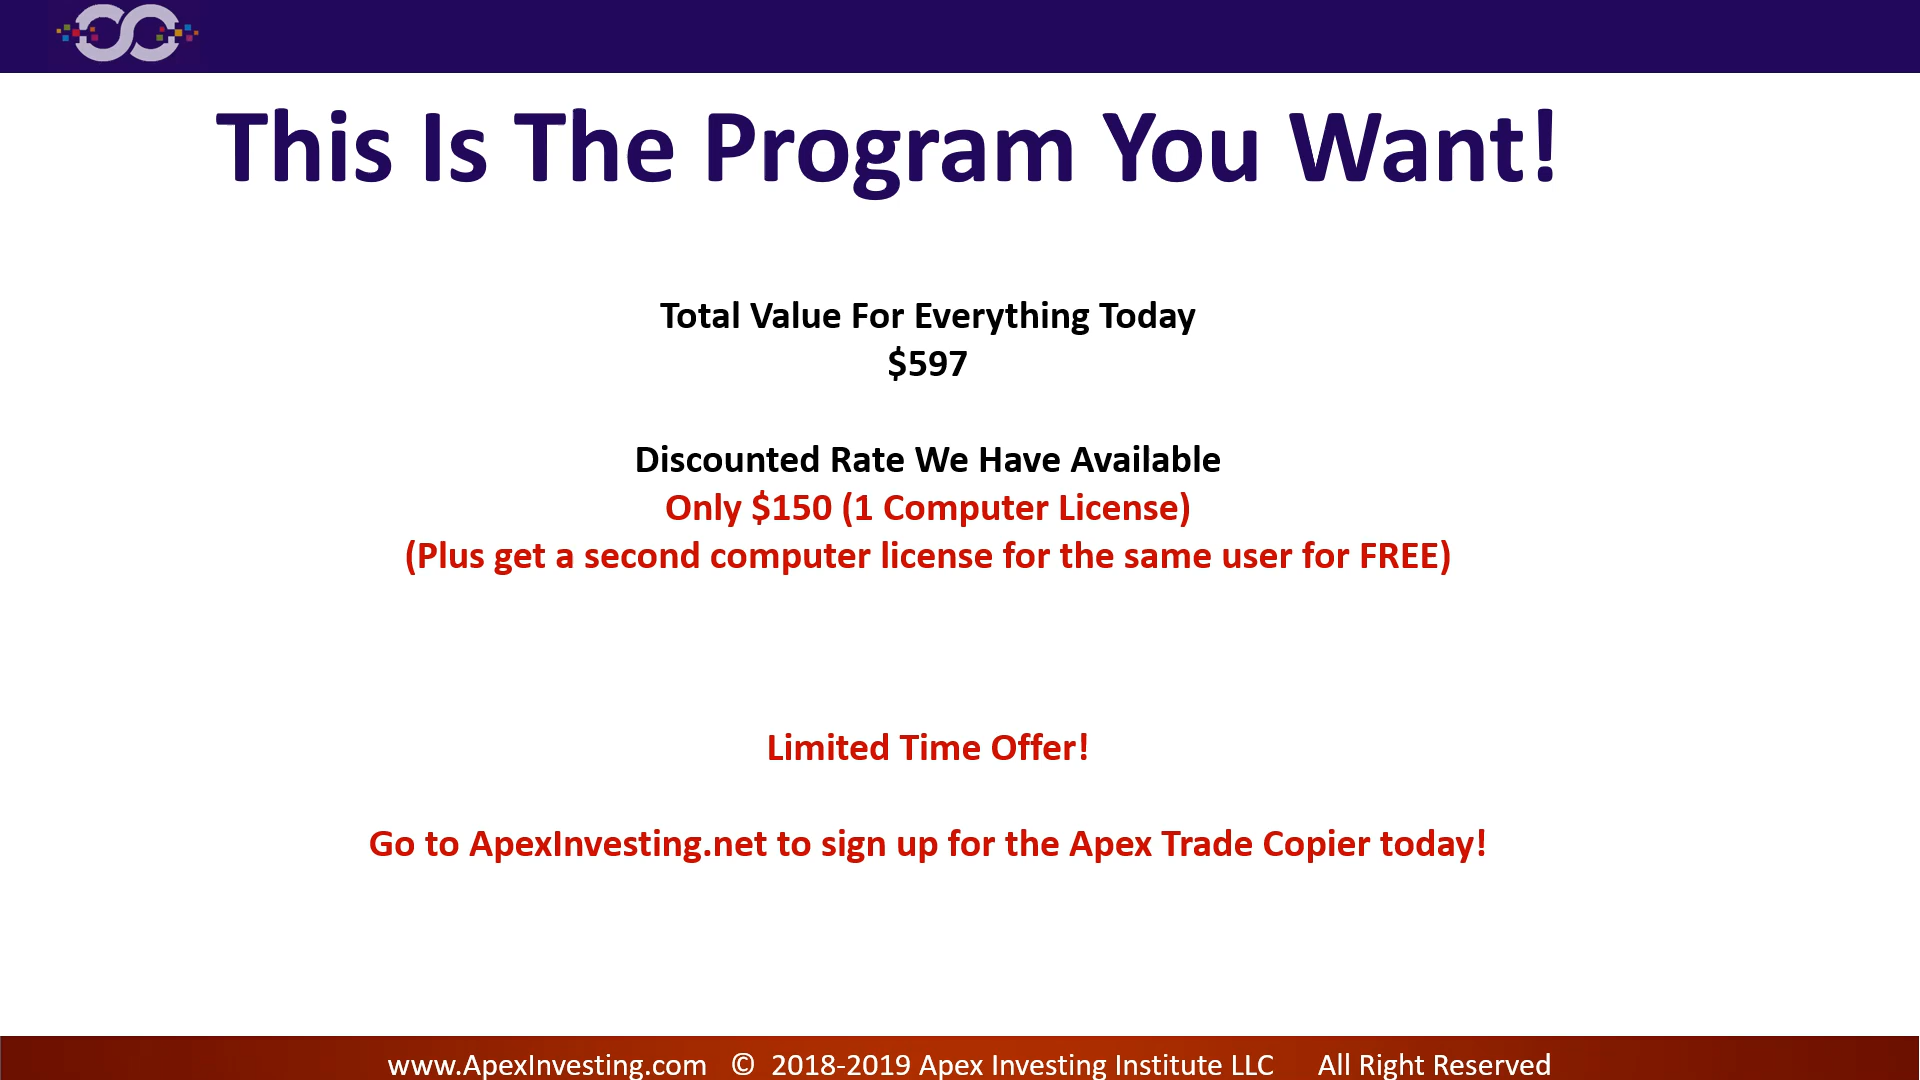 This Is The Program You Want!
Total Value For Everything Today
$597
Discounted Rate We Have Available
Only $150 (1 Computer License)
(Plus get a second computer license for the same user for FREE)
Limited Time Offer!
Go to ApexInvesting.net to sign up for the Apex Trade Copier today!
www.ApexInvesting.com © 2018-2019 Apex Investing Institute LLC All Right Reserved